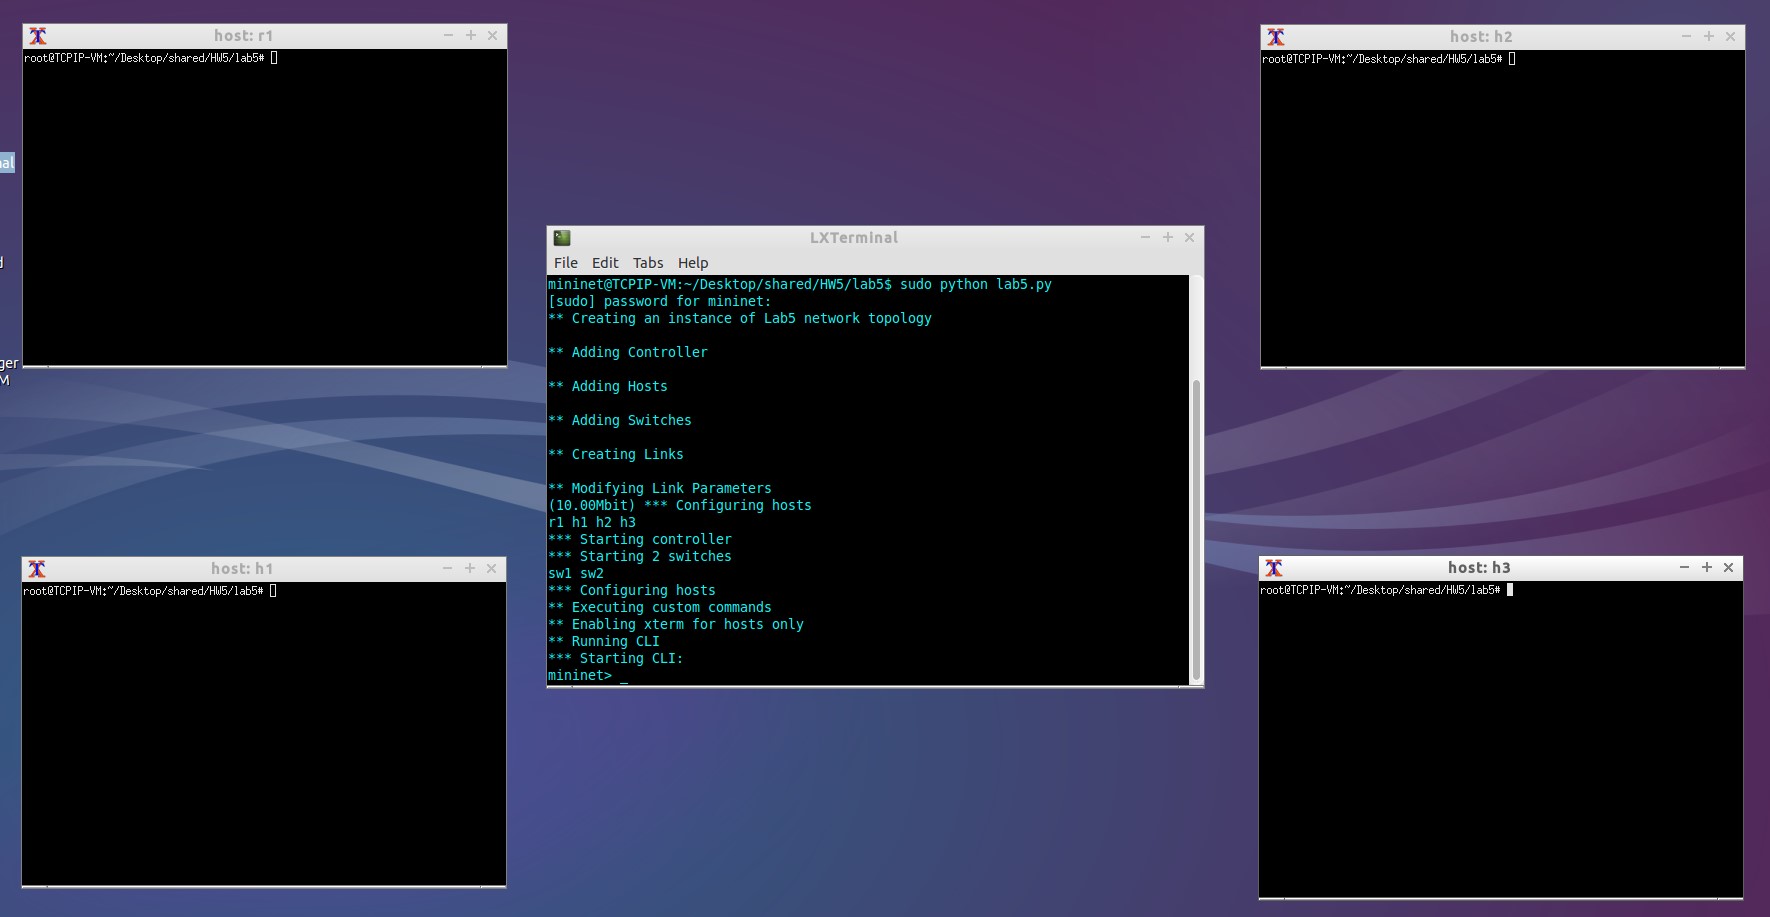 host: r1
root@TCPIP-VM:~/Desktop/shared/HW5/lab5#
host: h2
root@TCPIP-VM:~/Desktop/shared/HW5/lab5#
nal
d
ger
M
LXTerminal
File Edit Tabs Help
mininet@TCPIP-VM:~/Desktop/shared/HW5/lab5$ sudo python lab5.py
[sudo] password for mininet:
** Creating an instance of Lab5 network topology
** Adding Controller
** Adding Hosts
** Adding Switches
** Creating Links
** Modifying Link Parameters
(10.00Mbit) *** Configuring hosts
r1 h1 h2 h3
*** Starting controller
*** Starting 2 switches
sw1 sw2
*** Configuring hosts
** Executing custom commands
** Enabling xterm for hosts only
** Running CLI
*** Starting CLI:
mininet> _
host: h1
root@TCPIP-VM:~/Desktop/shared/HW5/lab5#
host: h3
root@TCPIP-VM:~/Desktop/shared/HW5/lab5#